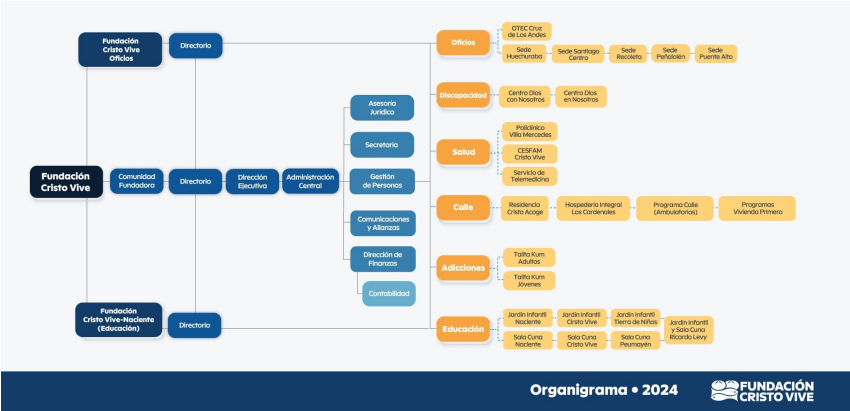 Fundación
Cristo Vive
Oficios
Directorio
Oficios
OTEC Cruz
de Los Andes
Sede
Huechuraba
Sede Santiago
Centro
Sede
Recoleta
Sede
Peñalolén
Sede
Puente Alto
Discapacidad
Centro Dios
con Nosotros
Centro Dios
en Nosotros
Asesoría
Jurídica
Secretaria
Salud
Policlínico
Villa Mercedes
CESFAM
Cristo Vive
Servicio de
Telemedicina
Fundación
Cristo Vive
Comunidad
Fundadora
Directorio
Dirección
Ejecutiva
Administración
Central
Gestión
de Personas
Calle
Residencia
Cristo Acoge
Hospedería Integral
Los Cardenales
Programa Calle
(Ambulatorios)
Programas
Vivienda Primero
Comunicaciones
y Alianzas
Dirección de
Finanzas
Contabilidad
Adicciones
Talita Kum
Adultos
Talita Kum
Jóvenes
Fundación
Cristo Vive-Naciente
(Educación)
Directorio
Educación
Jardín Infantil
Naciente
Jardín Infantil
Cristo Vive
Jardín Infantil
Tierra de Niños
Sala Cuna
Naciente
Sala Cuna
Cristo Vive
Sala Cuna
Peumayén
Jardín Infantil
y Sala Cuna
Ricardo Levy
Organigrama • 2024
FUNDACIÓN
CRISTO VIVE